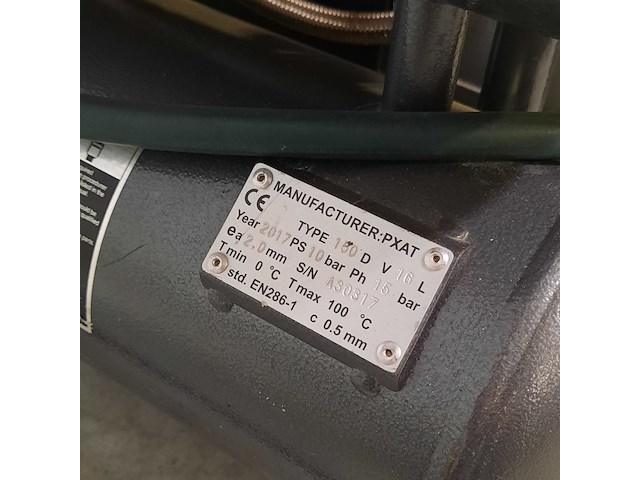 MANUFACTURER:PXAT
CE TYPE 180 D V 16 L
Year 2017 PS 10 bar Ph 15 bar
ea 2.0 mm S/N A30317
Tmin 0 °C Tmax 100 °C
std. EN286-1 c 0.5 mm